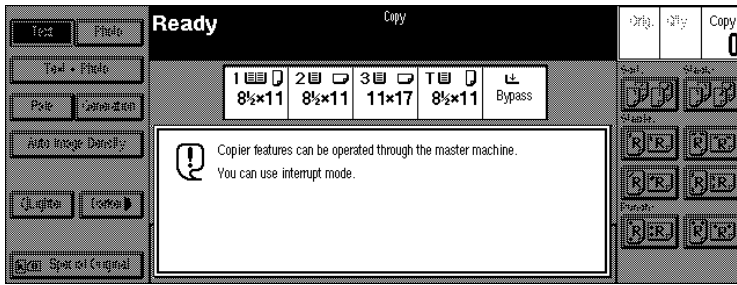 Text Photo
Ready
Copy
Orig. Qty. Copy
0
Text • Photo
Pale Generation
Auto Image Density
Lighter Darker
Special Original
1 2 3 T
8½×11 8½×11 11×17 8½×11 Bypass
Copier features can be operated through the master machine.
You can use interrupt mode.
Sort: Stack:
Staple:
Punch: